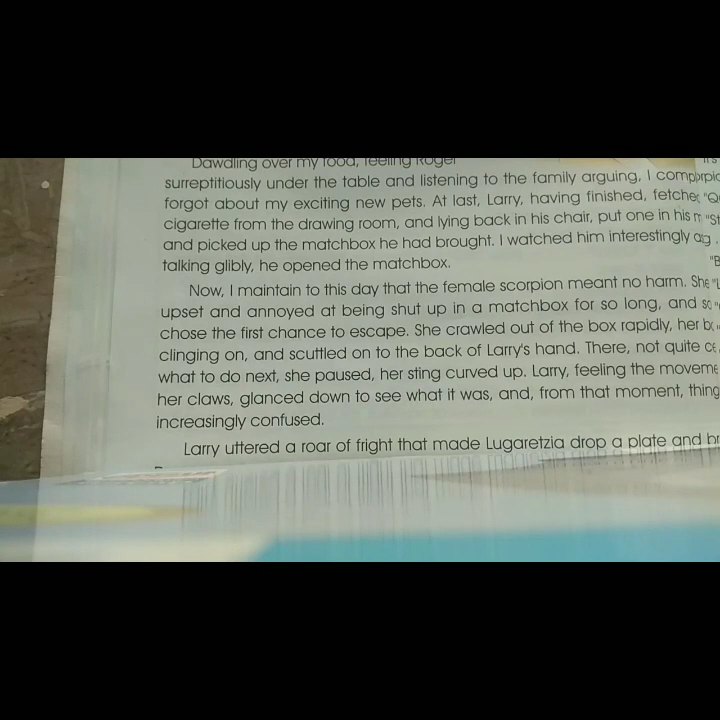 Dawdling over my food, feeling Roger
surreptitiously under the table and listening to the family arguing, I
forgot about my exciting new pets. At last, Larry, having finished,
cigarette from the drawing room, and lying back in his chair, put one in his
and picked up the matchbox he had brought. I watched him interestingly
talking glibly, he opened the matchbox.
Now, I maintain to this day that the female scorpion meant no harm. She
upset and annoyed at being shut up in a matchbox for so long, and
chose the first chance to escape. She crawled out of the box rapidly, her
clinging on, and scuttled on to the back of Larry's hand. There, not quite
what to do next, she paused, her sting curved up. Larry, feeling the
her claws, glanced down to see what it was, and, from that moment,
increasingly confused.
Larry uttered a roar of fright that made Lugaretzia drop a plate and